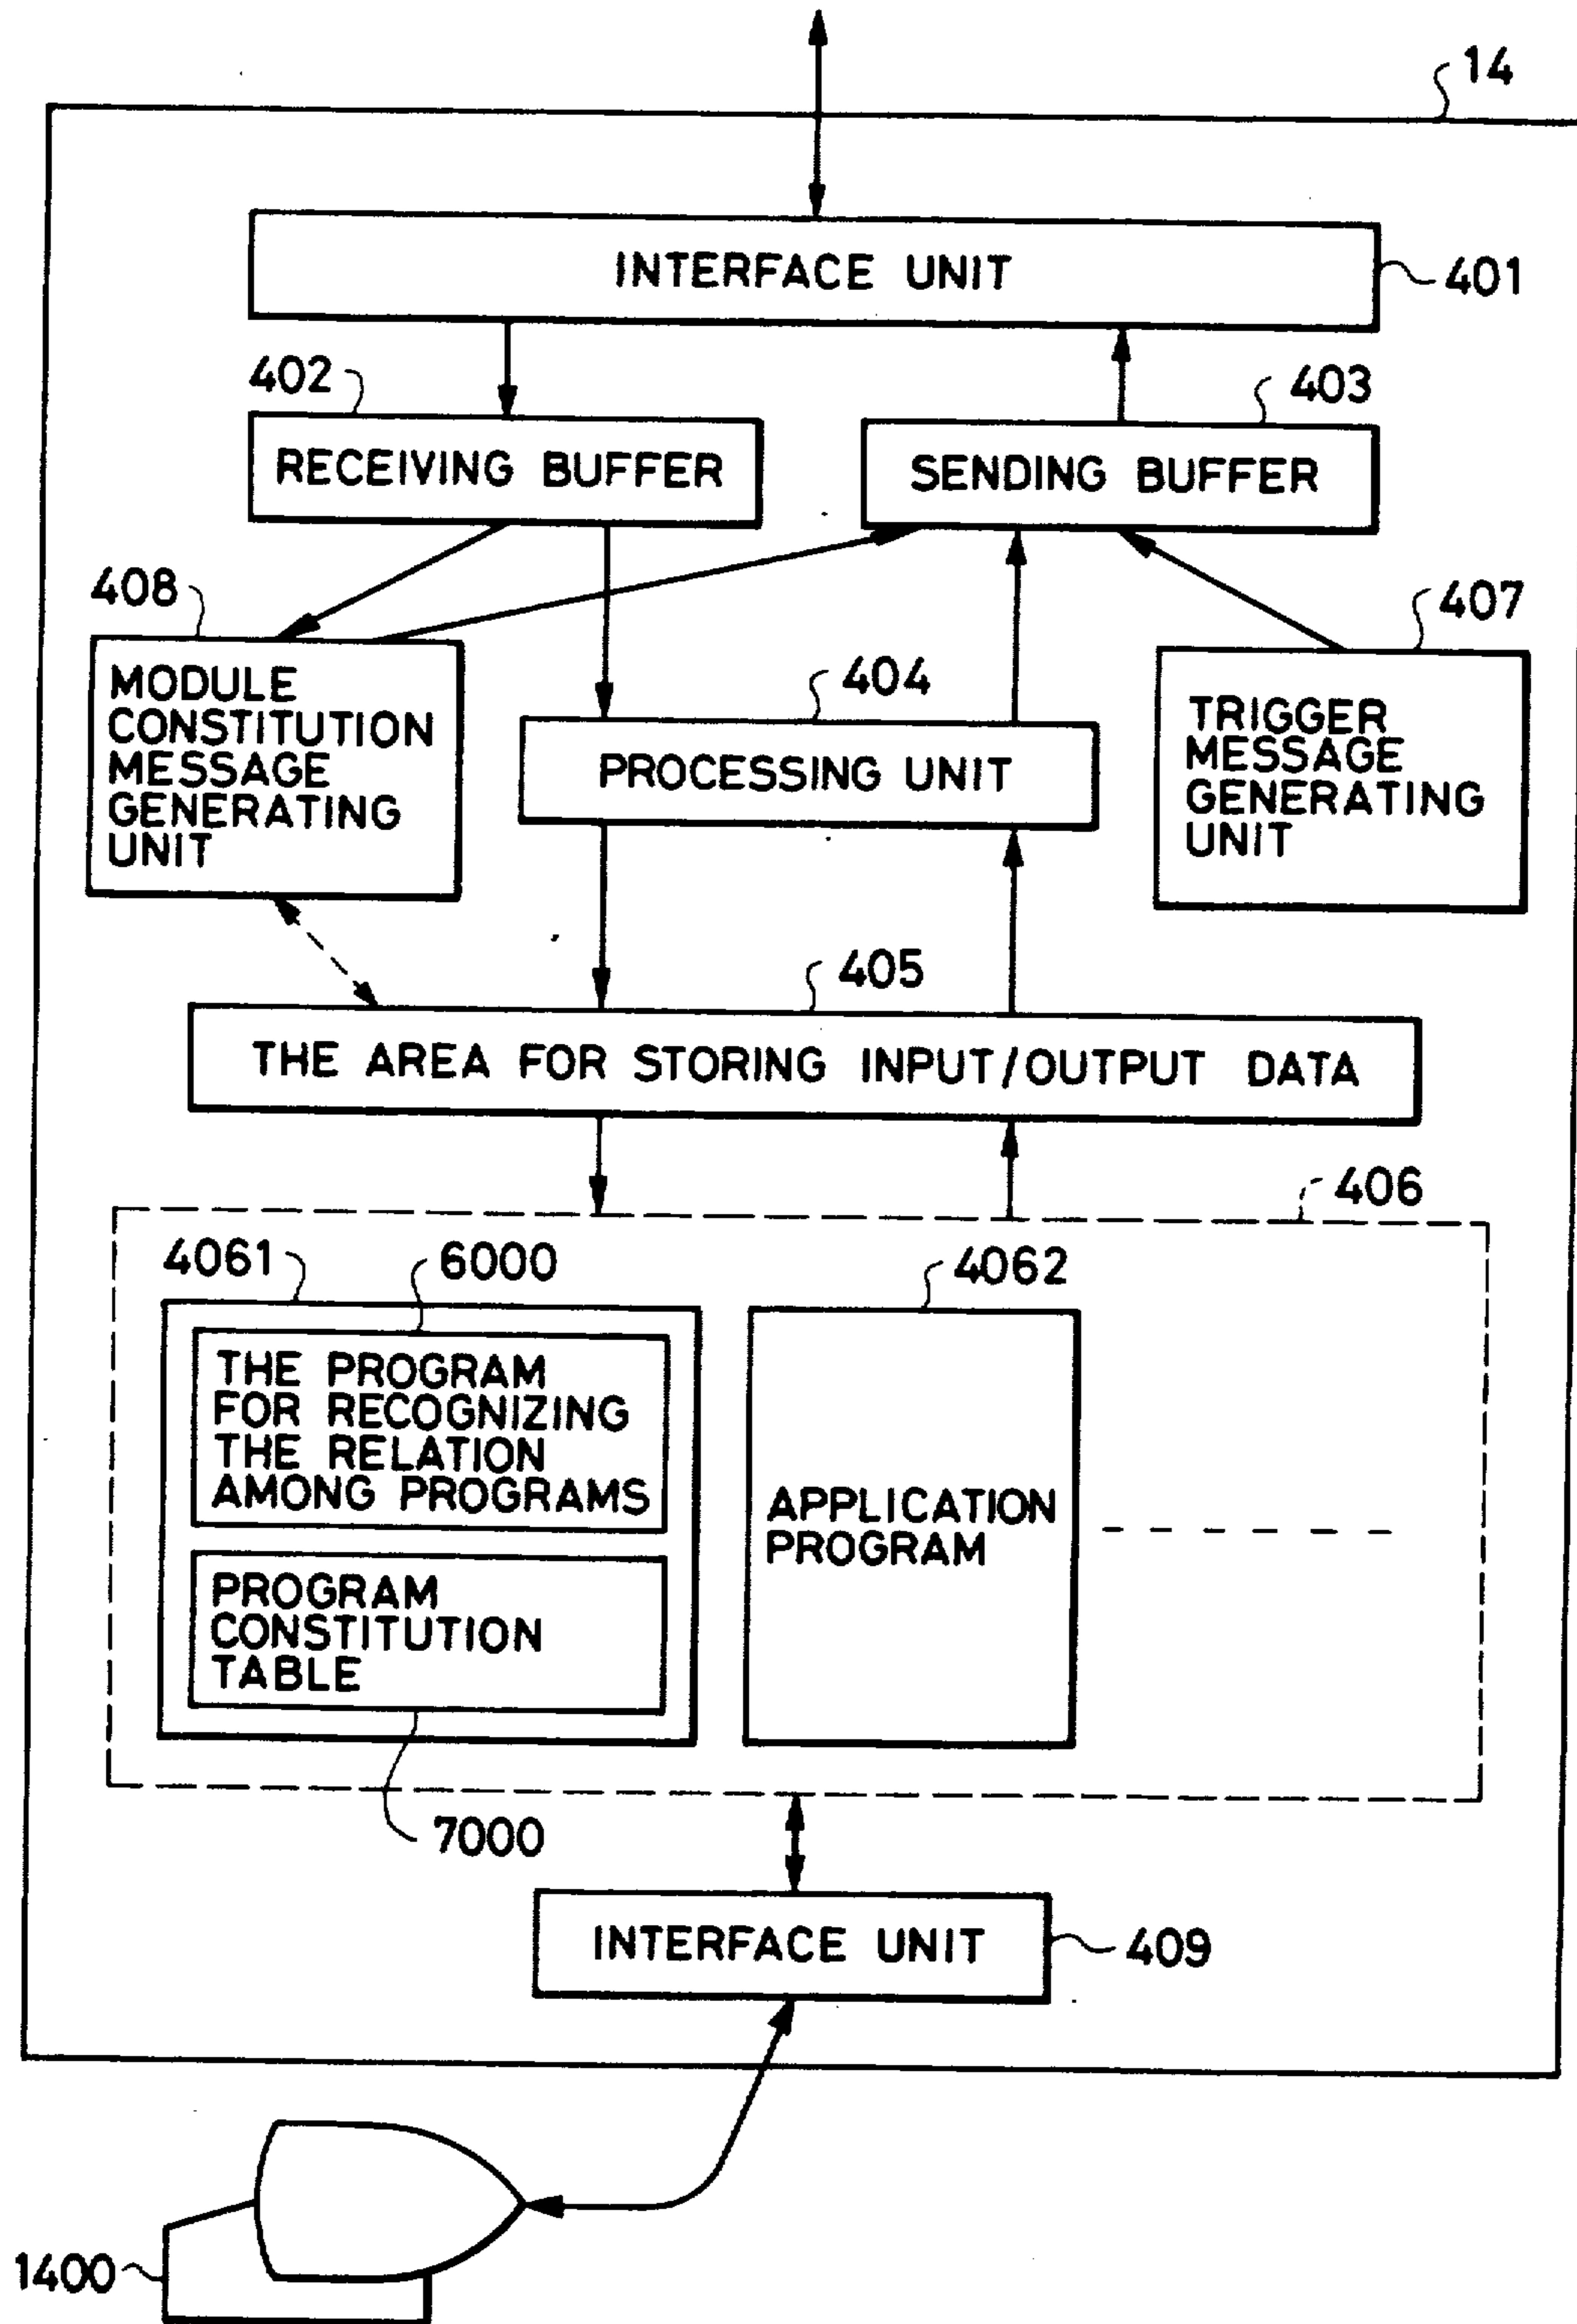 14
INTERFACE UNIT
401
402
403
RECEIVING BUFFER
SENDING BUFFER
408
407
MODULE
CONSTITUTION
MESSAGE
GENERATING
UNIT
404
PROCESSING UNIT
TRIGGER
MESSAGE
GENERATING
UNIT
405
THE AREA FOR STORING INPUT/OUTPUT DATA
406
4061
6000
4062
THE PROGRAM
FOR RECOGNIZING
THE RELATION
AMONG PROGRAMS
APPLICATION
PROGRAM
PROGRAM
CONSTITUTION
TABLE
7000
INTERFACE UNIT
409
1400